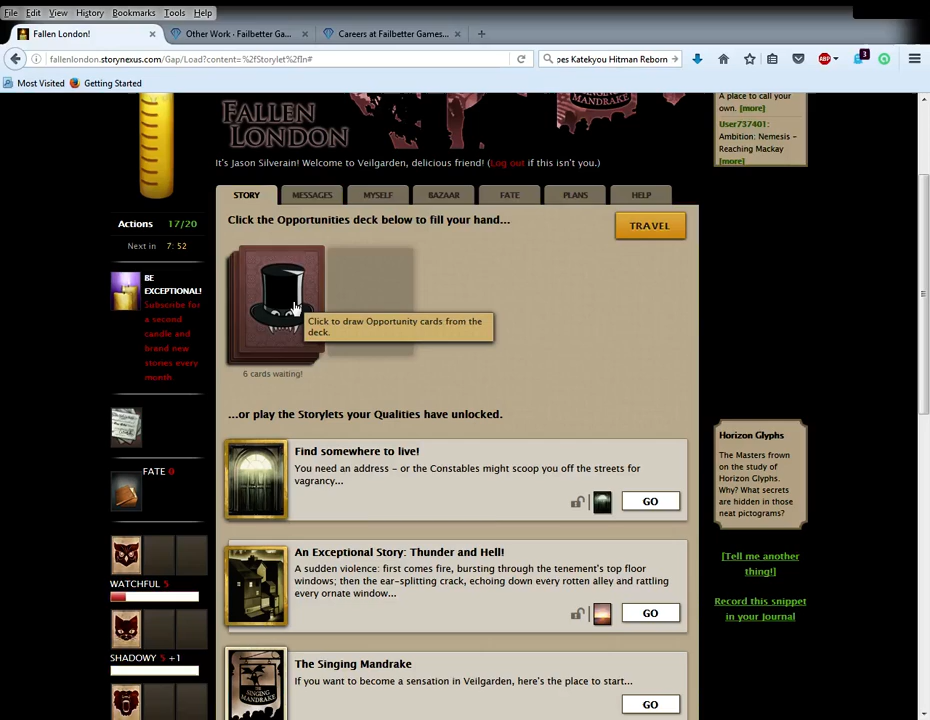 File Edit View History Bookmarks Tools Help
Fallen London!
Other Work · Failbetter Ga...
Careers at Failbetter Games...
fallenlondon.storynexus.com/Gap/Load?content=%2fStorylet%2fIn#
pes Katekyou Hitman Reborn
ABP
3
Most Visited Getting Started
FALLEN LONDON
THE SINGING MANDRAKE
It's Jason Silverain! Welcome to Veilgarden, delicious friend! (Log out if this isn't you.)
A place to call your
own. [more]
User737401:
Ambition: Nemesis –
Reaching Mackay
[more]
STORY MESSAGES MYSELF BAZAAR FATE PLANS HELP
Actions 17/20
Next in 7: 52
BE
EXCEPTIONAL!
Subscribe for
a second
candle and
brand new
stories every
month
FATE 0
WATCHFUL 5
SHADOWY 5 +1
Click the Opportunities deck below to fill your hand...
TRAVEL
Click to draw Opportunity cards from the
deck.
6 cards waiting!
...or play the Storylets your Qualities have unlocked.
Find somewhere to live!
You need an address – or the Constables might scoop you off the streets for
vagrancy...
GO
An Exceptional Story: Thunder and Hell!
A sudden violence: first comes fire, bursting through the tenement's top floor
windows; then the ear-splitting crack, echoing down every rotten alley and rattling
every ornate window...
GO
THE SINGING MANDRAKE
The Singing Mandrake
If you want to become a sensation in Veilgarden, here's the place to start...
GO
Horizon Glyphs
The Masters frown
on the study of
Horizon Glyphs.
Why? What secrets
are hidden in those
neat pictograms?
[Tell me another
thing!]
Record this snippet
in your Journal